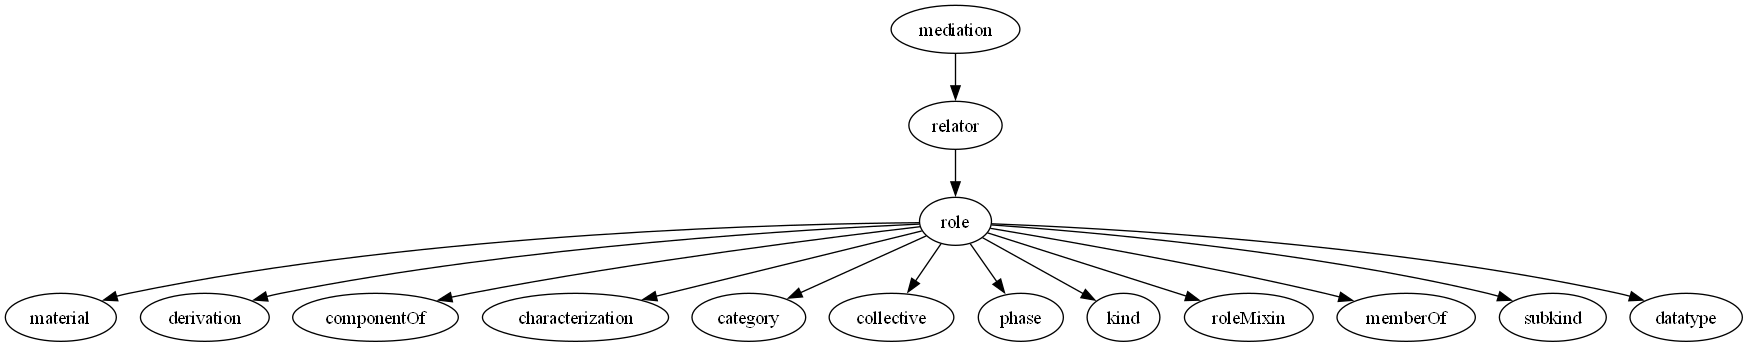 mediation
relator
role
material
derivation
componentOf
characterization
category
collective
phase
kind
roleMixin
memberOf
subkind
datatype